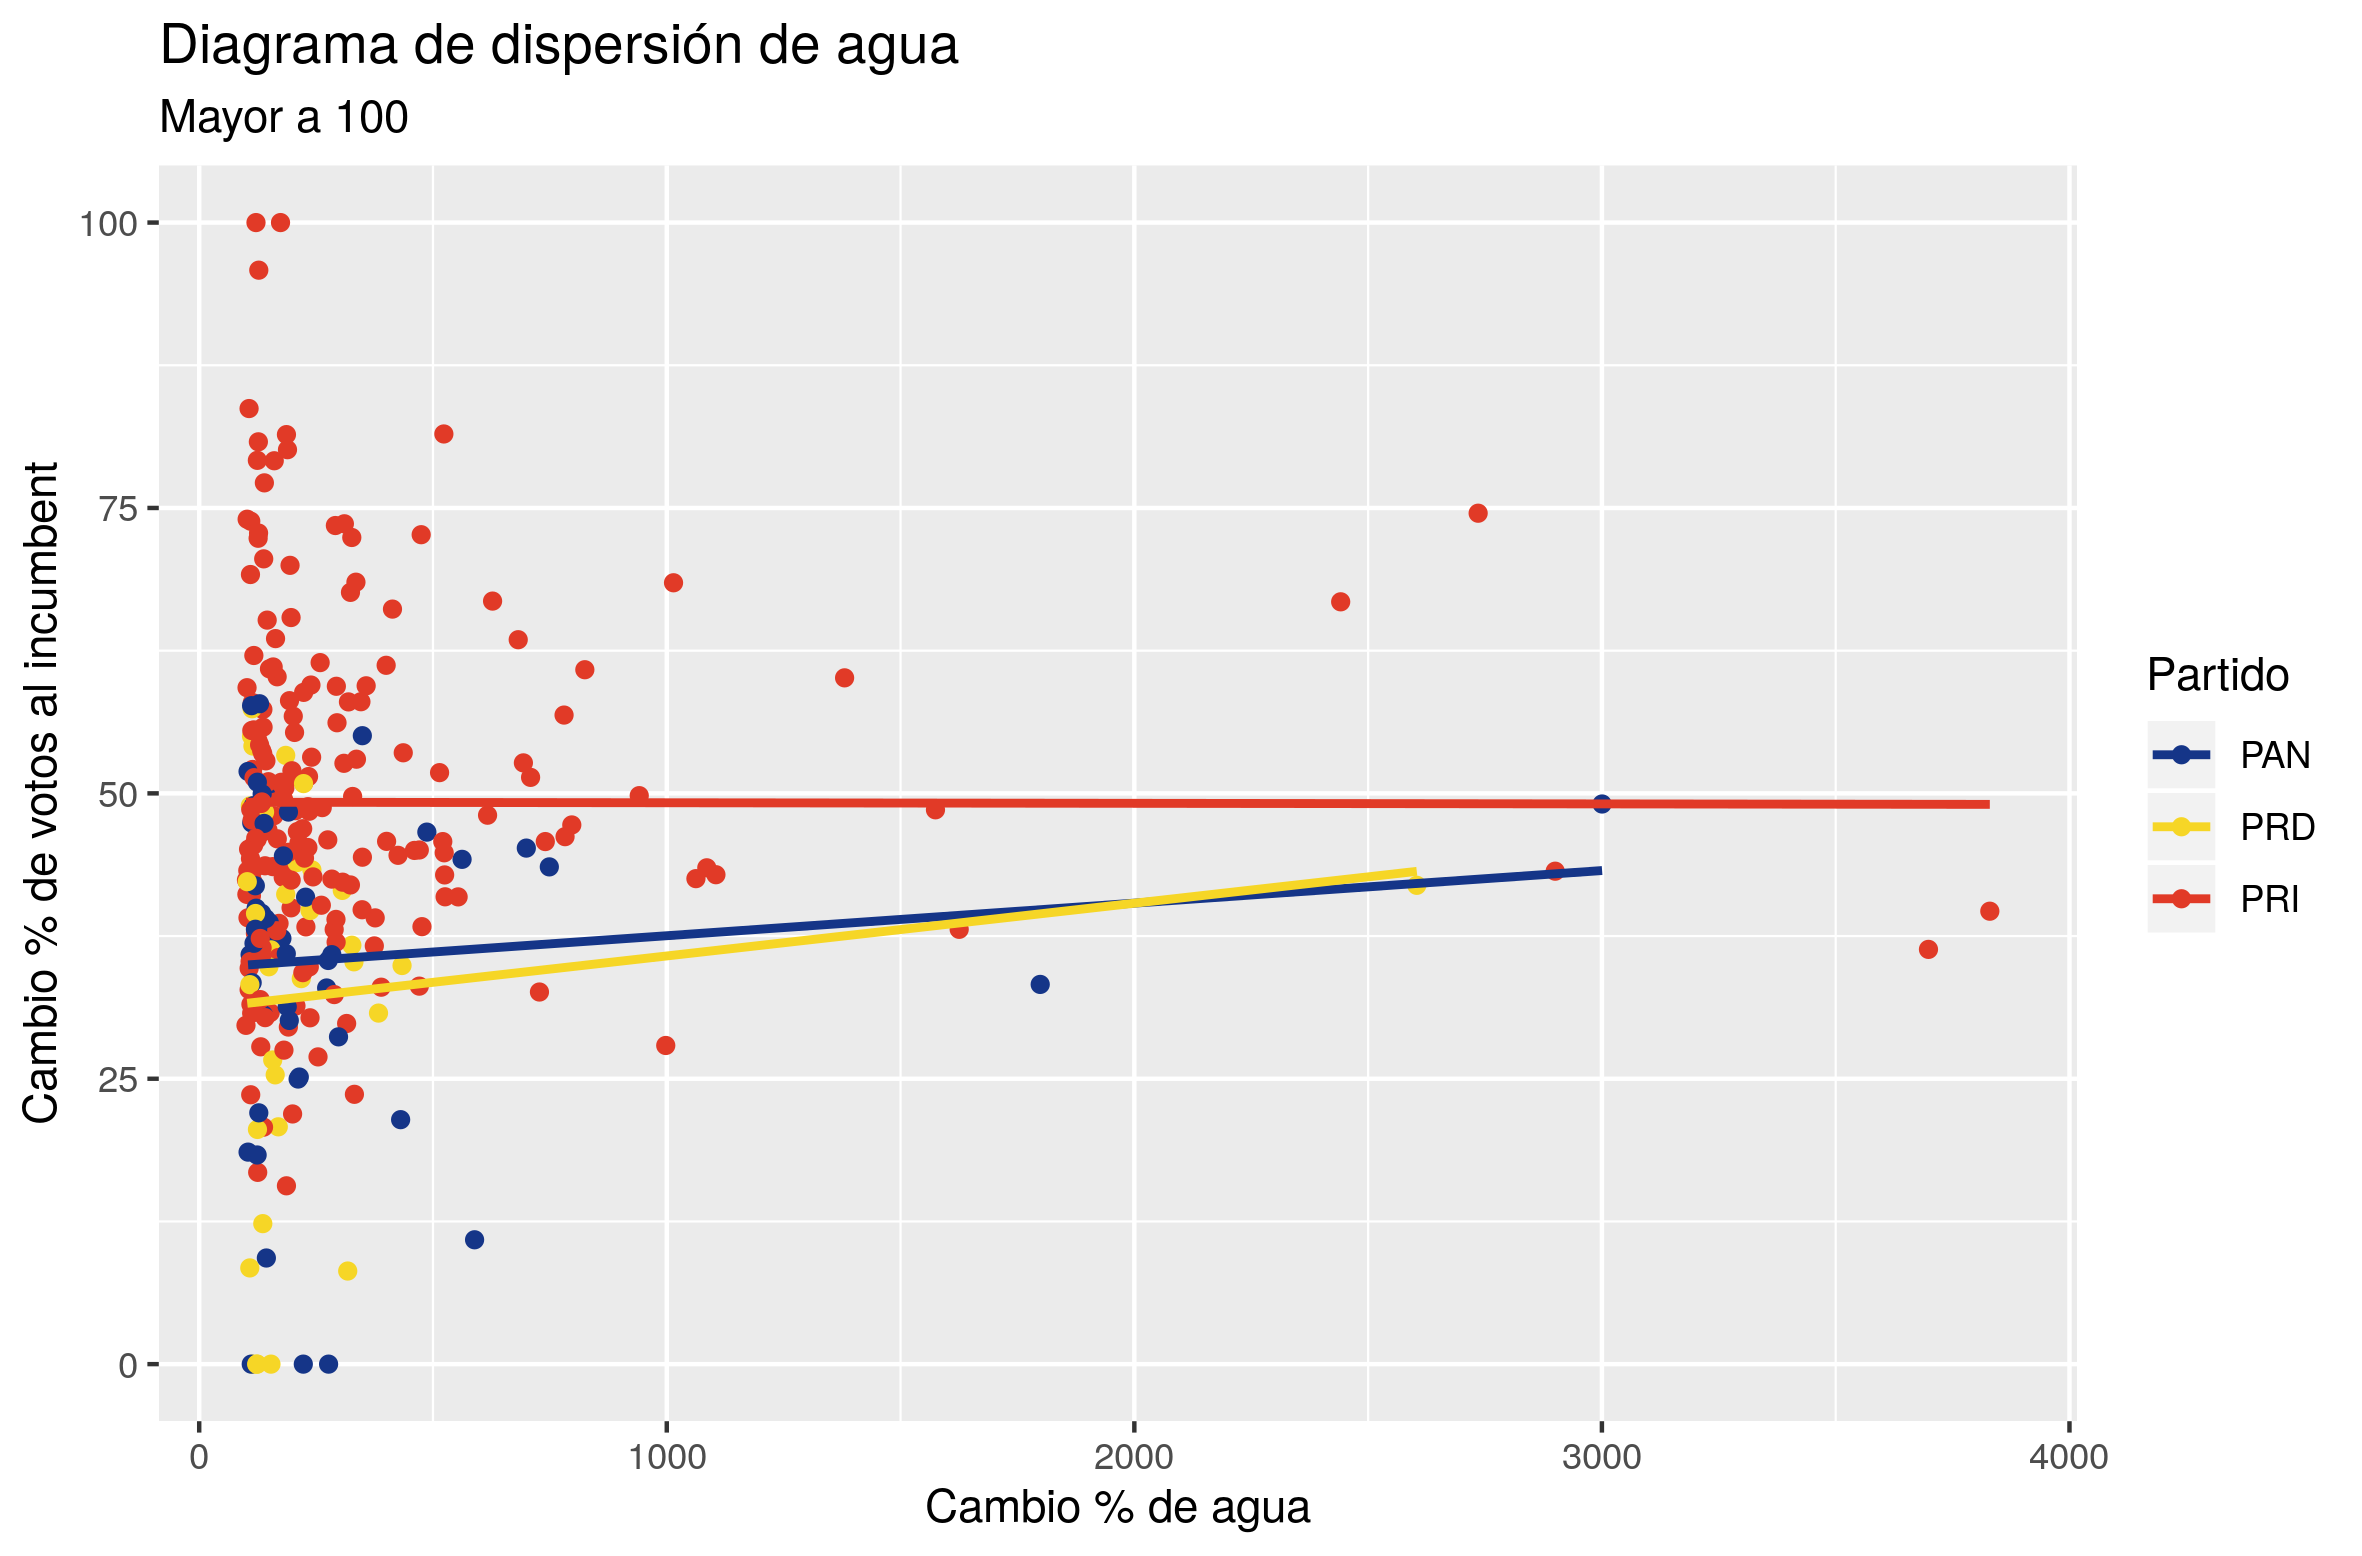 Diagrama de dispersión de agua
Mayor a 100
Cambio % de votos al incumbent
100
75
50
25
0
0 1000 2000 3000 4000
Cambio % de agua
Partido
PAN
PRD
PRI